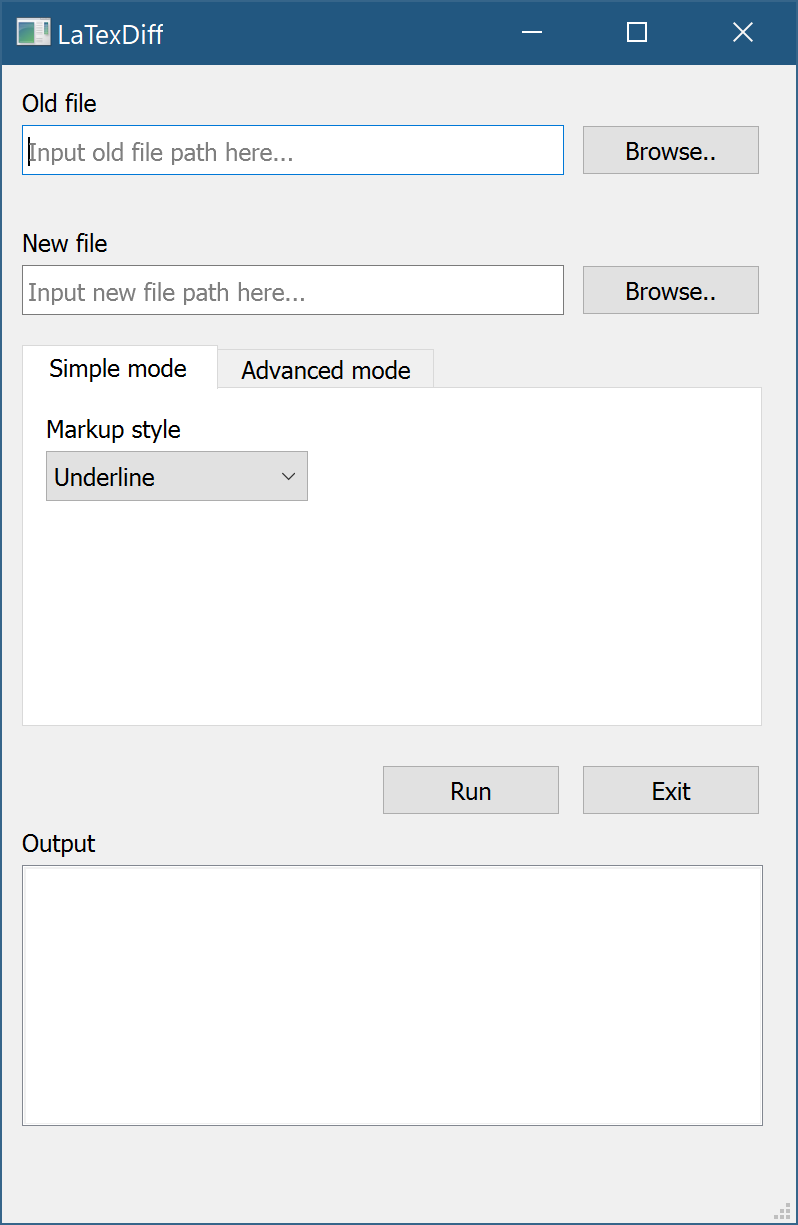 LaTexDiff
Old file
Input old file path here...
Browse..
New file
Input new file path here...
Browse..
Simple mode
Advanced mode
Markup style
Underline
Run
Exit
Output